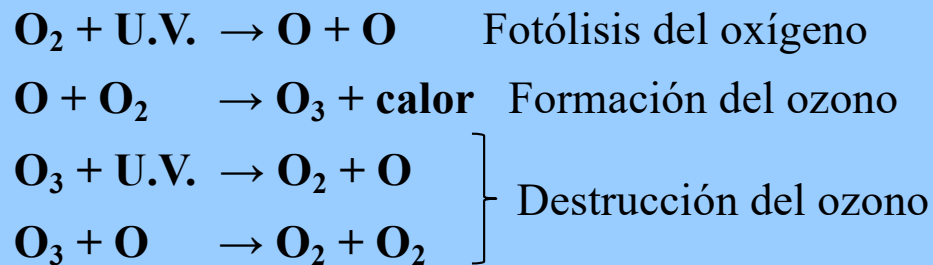 O₂ + U.V. → O + O Fotólisis del oxígeno
O + O₂ → O₃ + calor Formación del ozono
O₃ + U.V. → O₂ + O
Destrucción del ozono
O₃ + O → O₂ + O₂